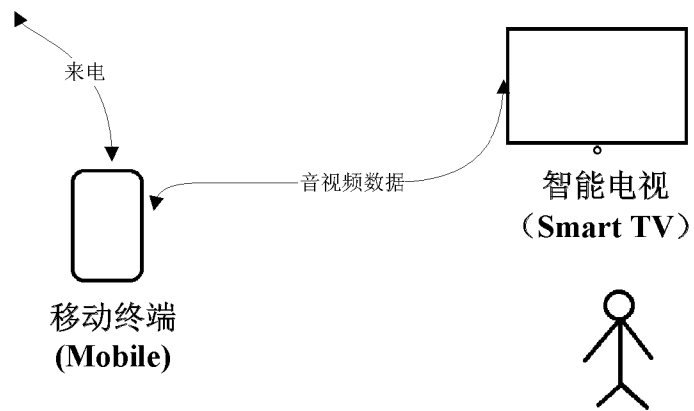 来电
音视频数据
智能电视
（Smart TV）
移动终端
(Mobile)